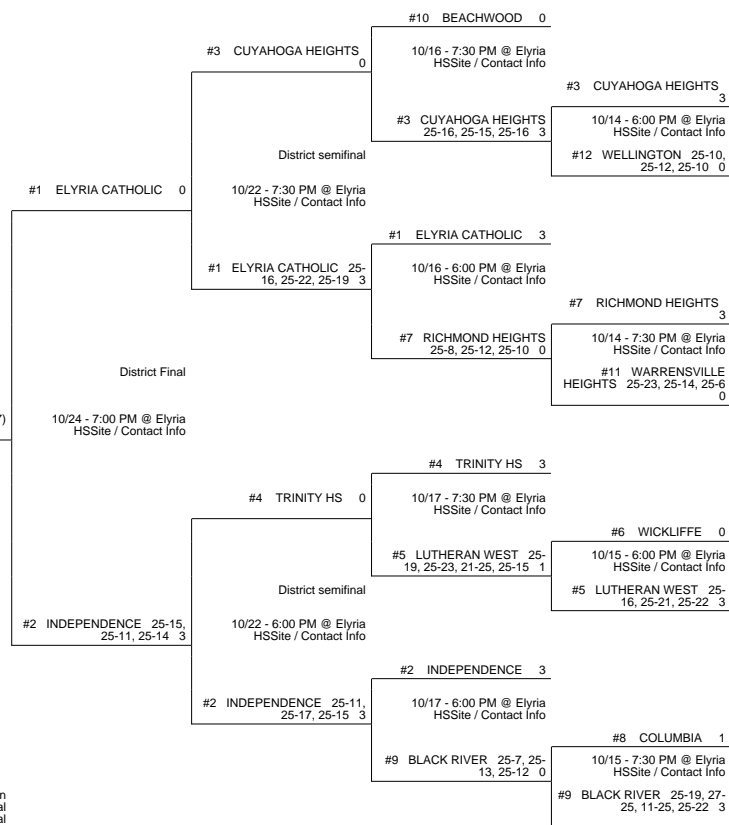 #10 BEACHWOOD 0
#3 CUYAHOGA HEIGHTS
0
10/16 - 7:30 PM @ Elyria
HSSite / Contact Info
#3 CUYAHOGA HEIGHTS
3
#3 CUYAHOGA HEIGHTS
25-16, 25-15, 25-16 3
10/14 - 6:00 PM @ Elyria
HSSite / Contact Info
#12 WELLINGTON 25-10,
25-12, 25-10 0
District semifinal
10/22 - 7:30 PM @ Elyria
HSSite / Contact Info
#1 ELYRIA CATHOLIC 0
#1 ELYRIA CATHOLIC 3
#1 ELYRIA CATHOLIC 25-
16, 25-22, 25-19 3
10/16 - 6:00 PM @ Elyria
HSSite / Contact Info
#7 RICHMOND HEIGHTS
3
#7 RICHMOND HEIGHTS
25-8, 25-12, 25-10 0
10/14 - 7:30 PM @ Elyria
HSSite / Contact Info
#11 WARRENSVILLE
HEIGHTS 25-23, 25-14, 25-6
0
District Final
10/24 - 7:00 PM @ Elyria
HSSite / Contact Info
#4 TRINITY HS 3
#4 TRINITY HS 0
10/17 - 7:30 PM @ Elyria
HSSite / Contact Info
#6 WICKLIFFE 0
#5 LUTHERAN WEST 25-
19, 25-23, 21-25, 25-15 1
10/15 - 6:00 PM @ Elyria
HSSite / Contact Info
#5 LUTHERAN WEST 25-
16, 25-21, 25-22 3
District semifinal
10/22 - 6:00 PM @ Elyria
HSSite / Contact Info
#2 INDEPENDENCE 25-15,
25-11, 25-14 3
#2 INDEPENDENCE 3
#2 INDEPENDENCE 25-11,
25-17, 25-15 3
10/17 - 6:00 PM @ Elyria
HSSite / Contact Info
#8 COLUMBIA 1
#9 BLACK RIVER 25-7, 25-
13, 25-12 0
10/15 - 7:30 PM @ Elyria
HSSite / Contact Info
#9 BLACK RIVER 25-19, 27-
25, 11-25, 25-22 3